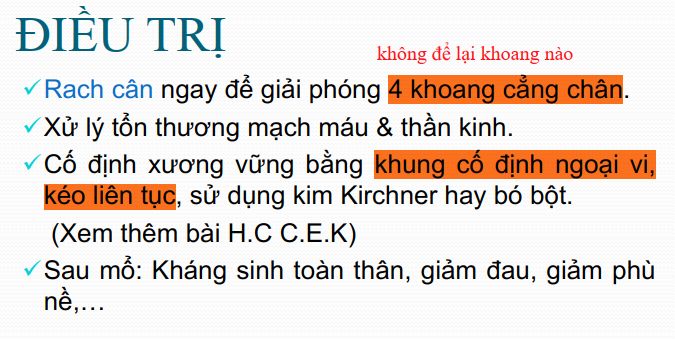 ĐIỀU TRỊ
không để lại khoang nào
Rach cân ngay để giải phóng 4 khoang cẳng chân.
Xử lý tổn thương mạch máu & thần kinh.
Cố định xương vững bằng khung cố định ngoại vi,
kéo liên tục, sử dụng kim Kirchner hay bó bột.
(Xem thêm bài H.C C.E.K)
Sau mổ: Kháng sinh toàn thân, giảm đau, giảm phù
nề,…